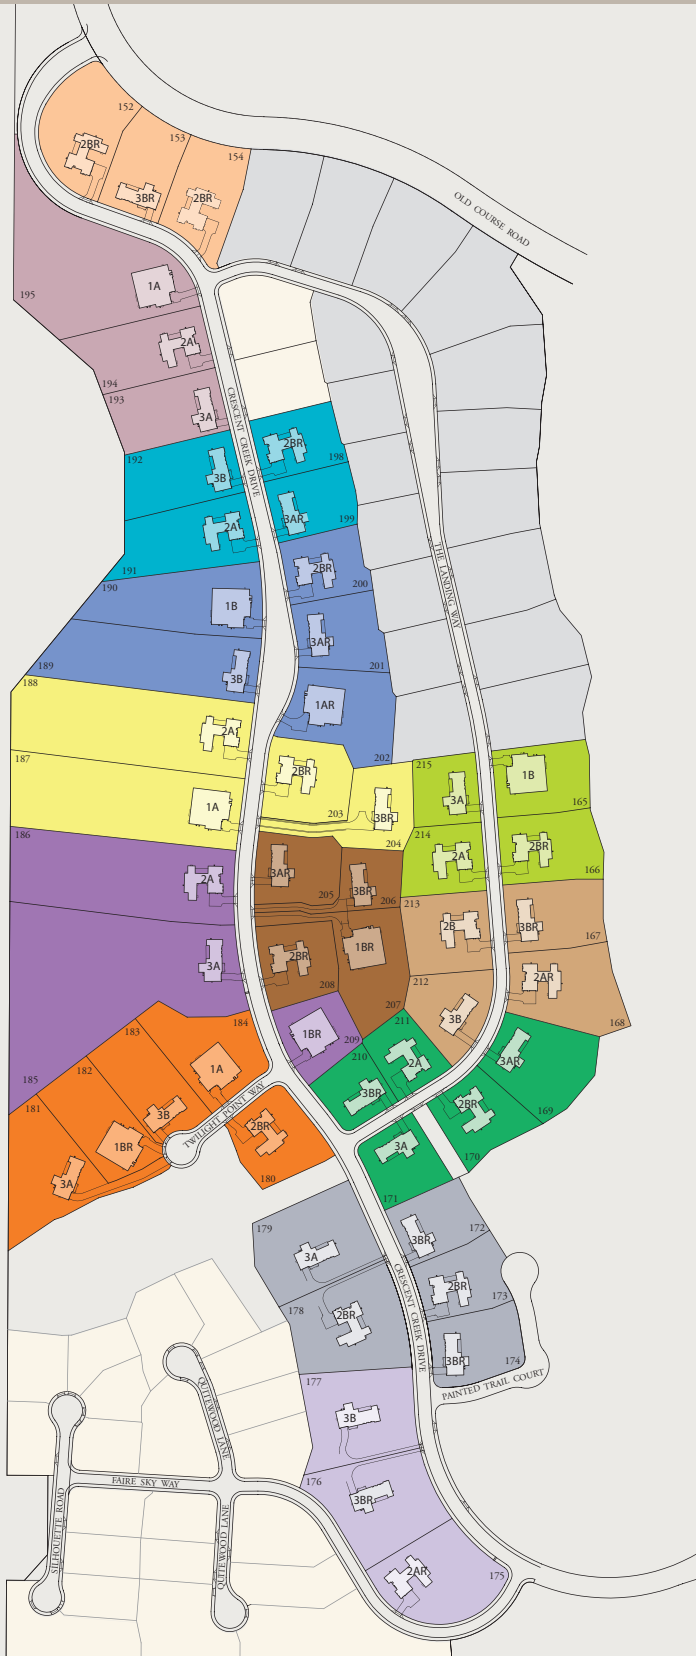 152
2BR
153
154
3BR
2BR
OLD COURSE ROAD
195
1A
2A
194
193
3A
CRESCENT CREEK DRIVE
192
3B
2BR
198
2A
3AR
199
191
190
2BR
200
1B
3AR
THE LANDING WAY
189
3B
201
188
1AR
2A
202
187
2BR
215
1B
1A
203
3BR
3A
165
204
186
214
2A
2BR
166
2A
3AR
205
3BR
206
213
2B
3BR
167
3A
2BR
1BR
208
212
2AR
207
3B
168
184
1BR
209
211
183
210
2A
3AR
182
1A
185
181
3B
TWILIGHT POINT WAY
3BR
2BR
169
1BR
2BR
3A
170
3A
180
171
179
3A
3BR
172
178
2BR
CRESCENT CREEK DRIVE
2BR
173
3BR
174
177
PAINTED TRAIL COURT
3B
QUITEWOOD LANE
176
3BR
FAIRE SKY WAY
SILHOUETTE ROAD
QUITEWOOD LANE
2AR
175